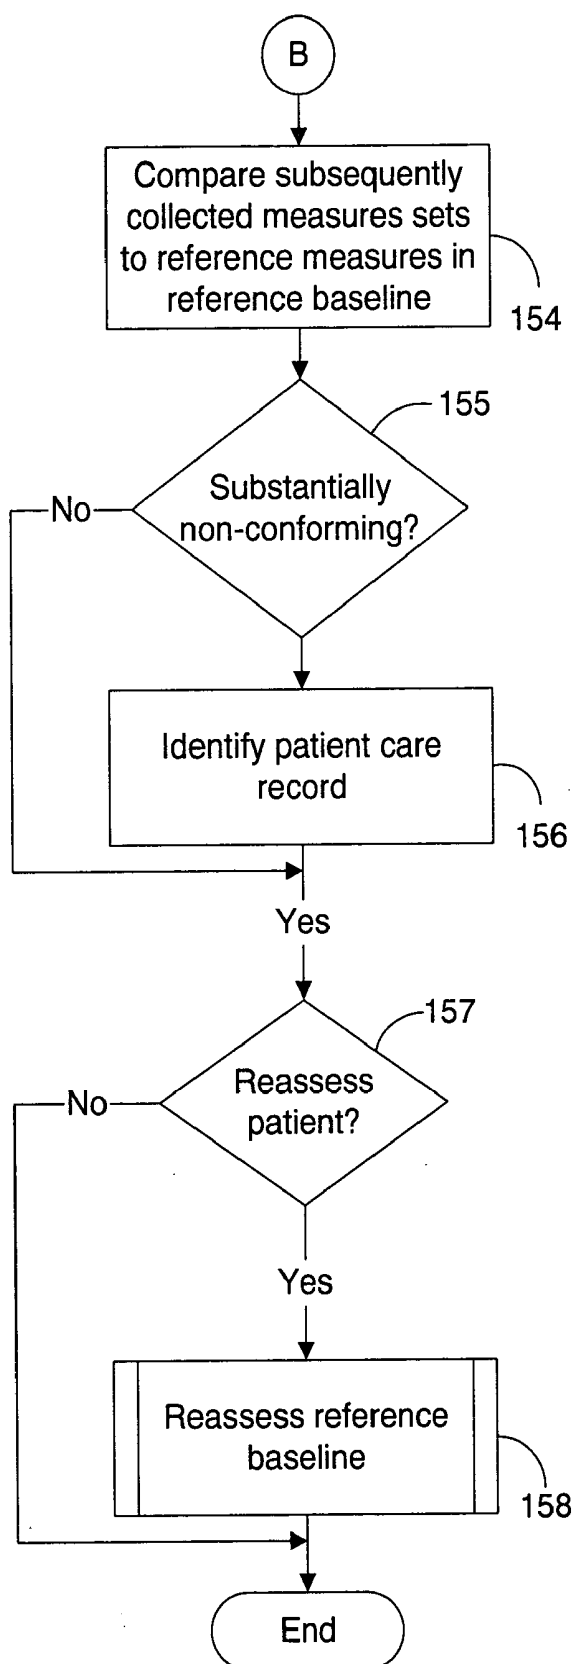 B
Compare subsequently
collected measures sets
to reference measures in
reference baseline
154
155
Substantially
non-conforming?
No
Identify patient care
record
156
Yes
157
Reassess
patient?
No
Yes
Reassess reference
baseline
158
End